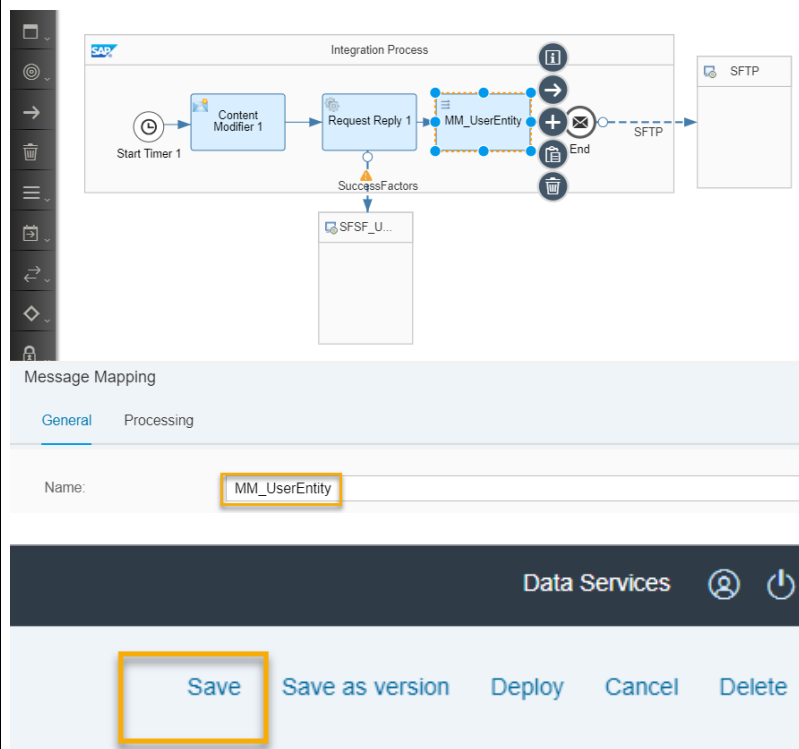 SAP
Integration Process
SFTP
Content
Modifier 1
Request Reply 1
MM_UserEntity
Start Timer 1
End
SFTP
SuccessFactors
SFSF_U...
Message Mapping
General Processing
Name: MM_UserEntity
Data Services
Save Save as version Deploy Cancel Delete